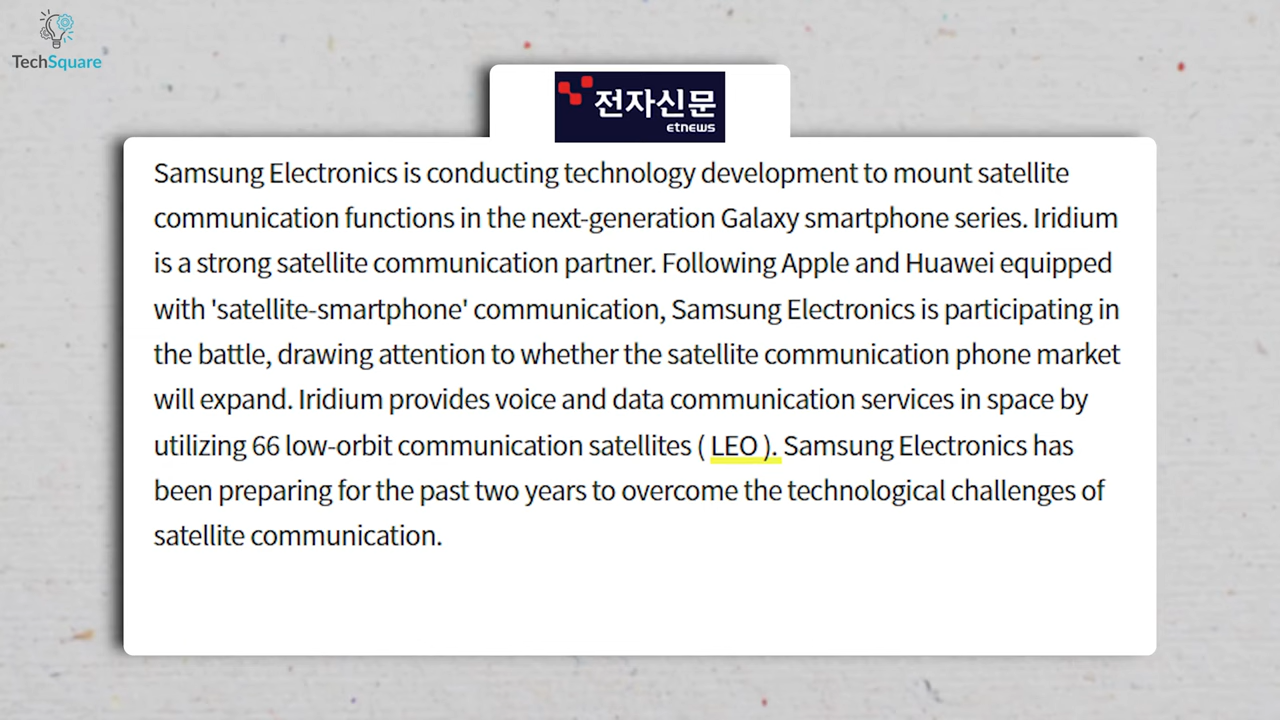 TechSquare
전자신문
etnews
Samsung Electronics is conducting technology development to mount satellite
communication functions in the next-generation Galaxy smartphone series. Iridium
is a strong satellite communication partner. Following Apple and Huawei equipped
with 'satellite-smartphone' communication, Samsung Electronics is participating in
the battle, drawing attention to whether the satellite communication phone market
will expand. Iridium provides voice and data communication services in space by
utilizing 66 low-orbit communication satellites ( LEO ). Samsung Electronics has
been preparing for the past two years to overcome the technological challenges of
satellite communication.